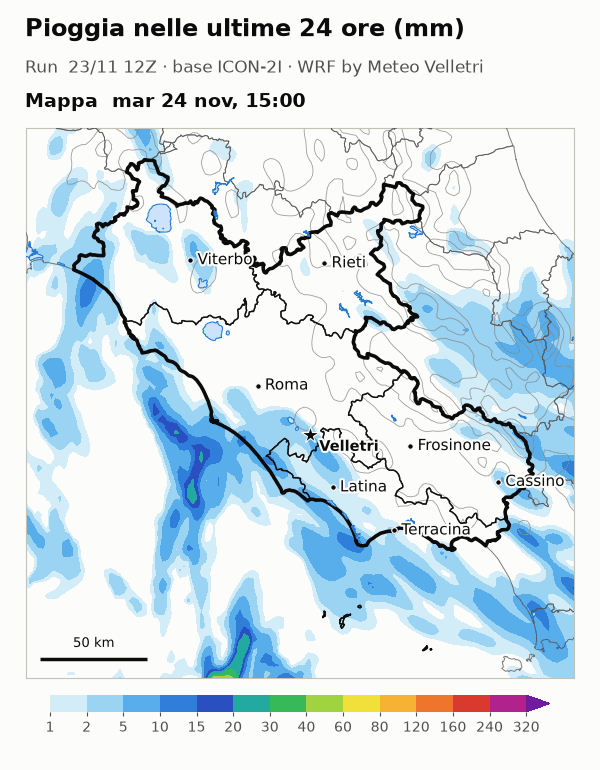 Pioggia nelle ultime 24 ore (mm)
Run 23/11 12Z · base ICON-2I · WRF by Meteo Velletri
Mappa mar 24 nov, 15:00
Viterbo
Rieti
Roma
Velletri
Frosinone
Cassino
Latina
Terracina
50 km
1 2 5 10 15 20 30 40 60 80 120 160 240 320